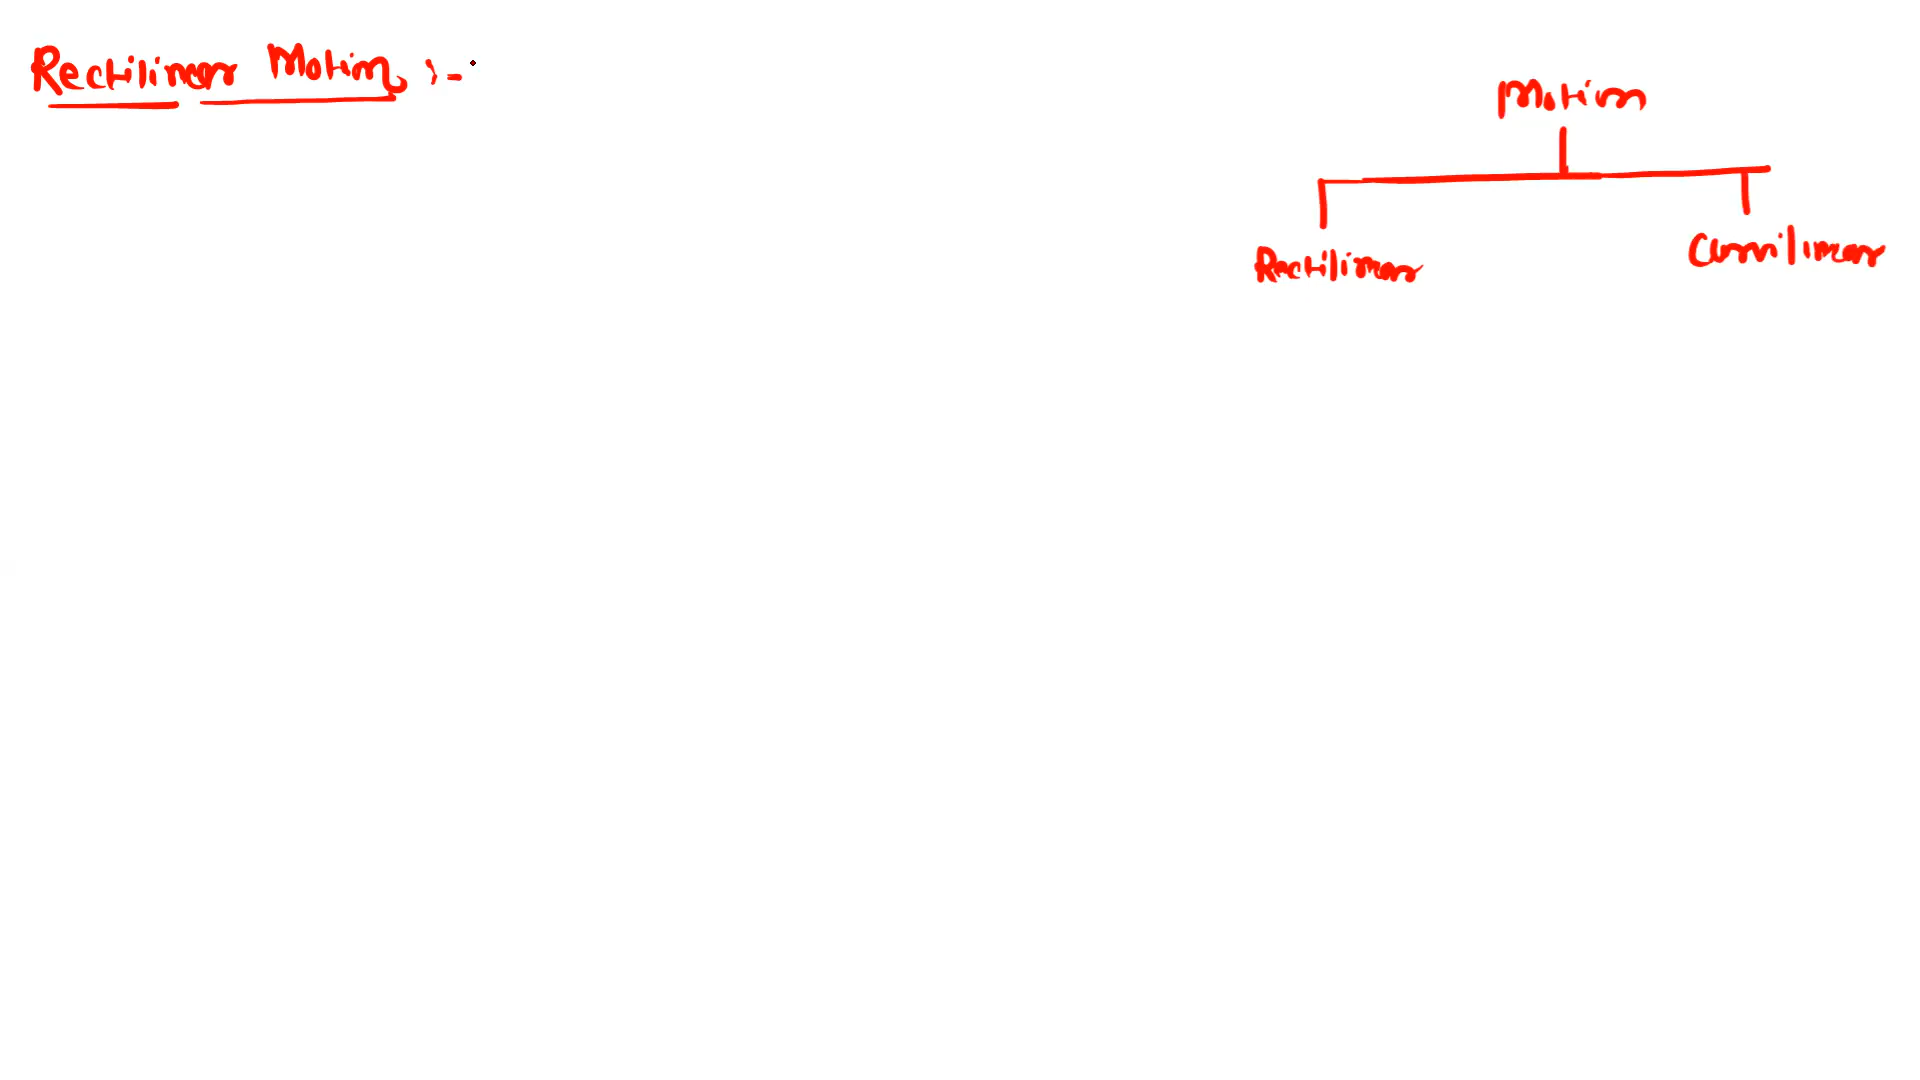 Rectilinear Motion :-
Motion
Rectilinear
Curvilinear